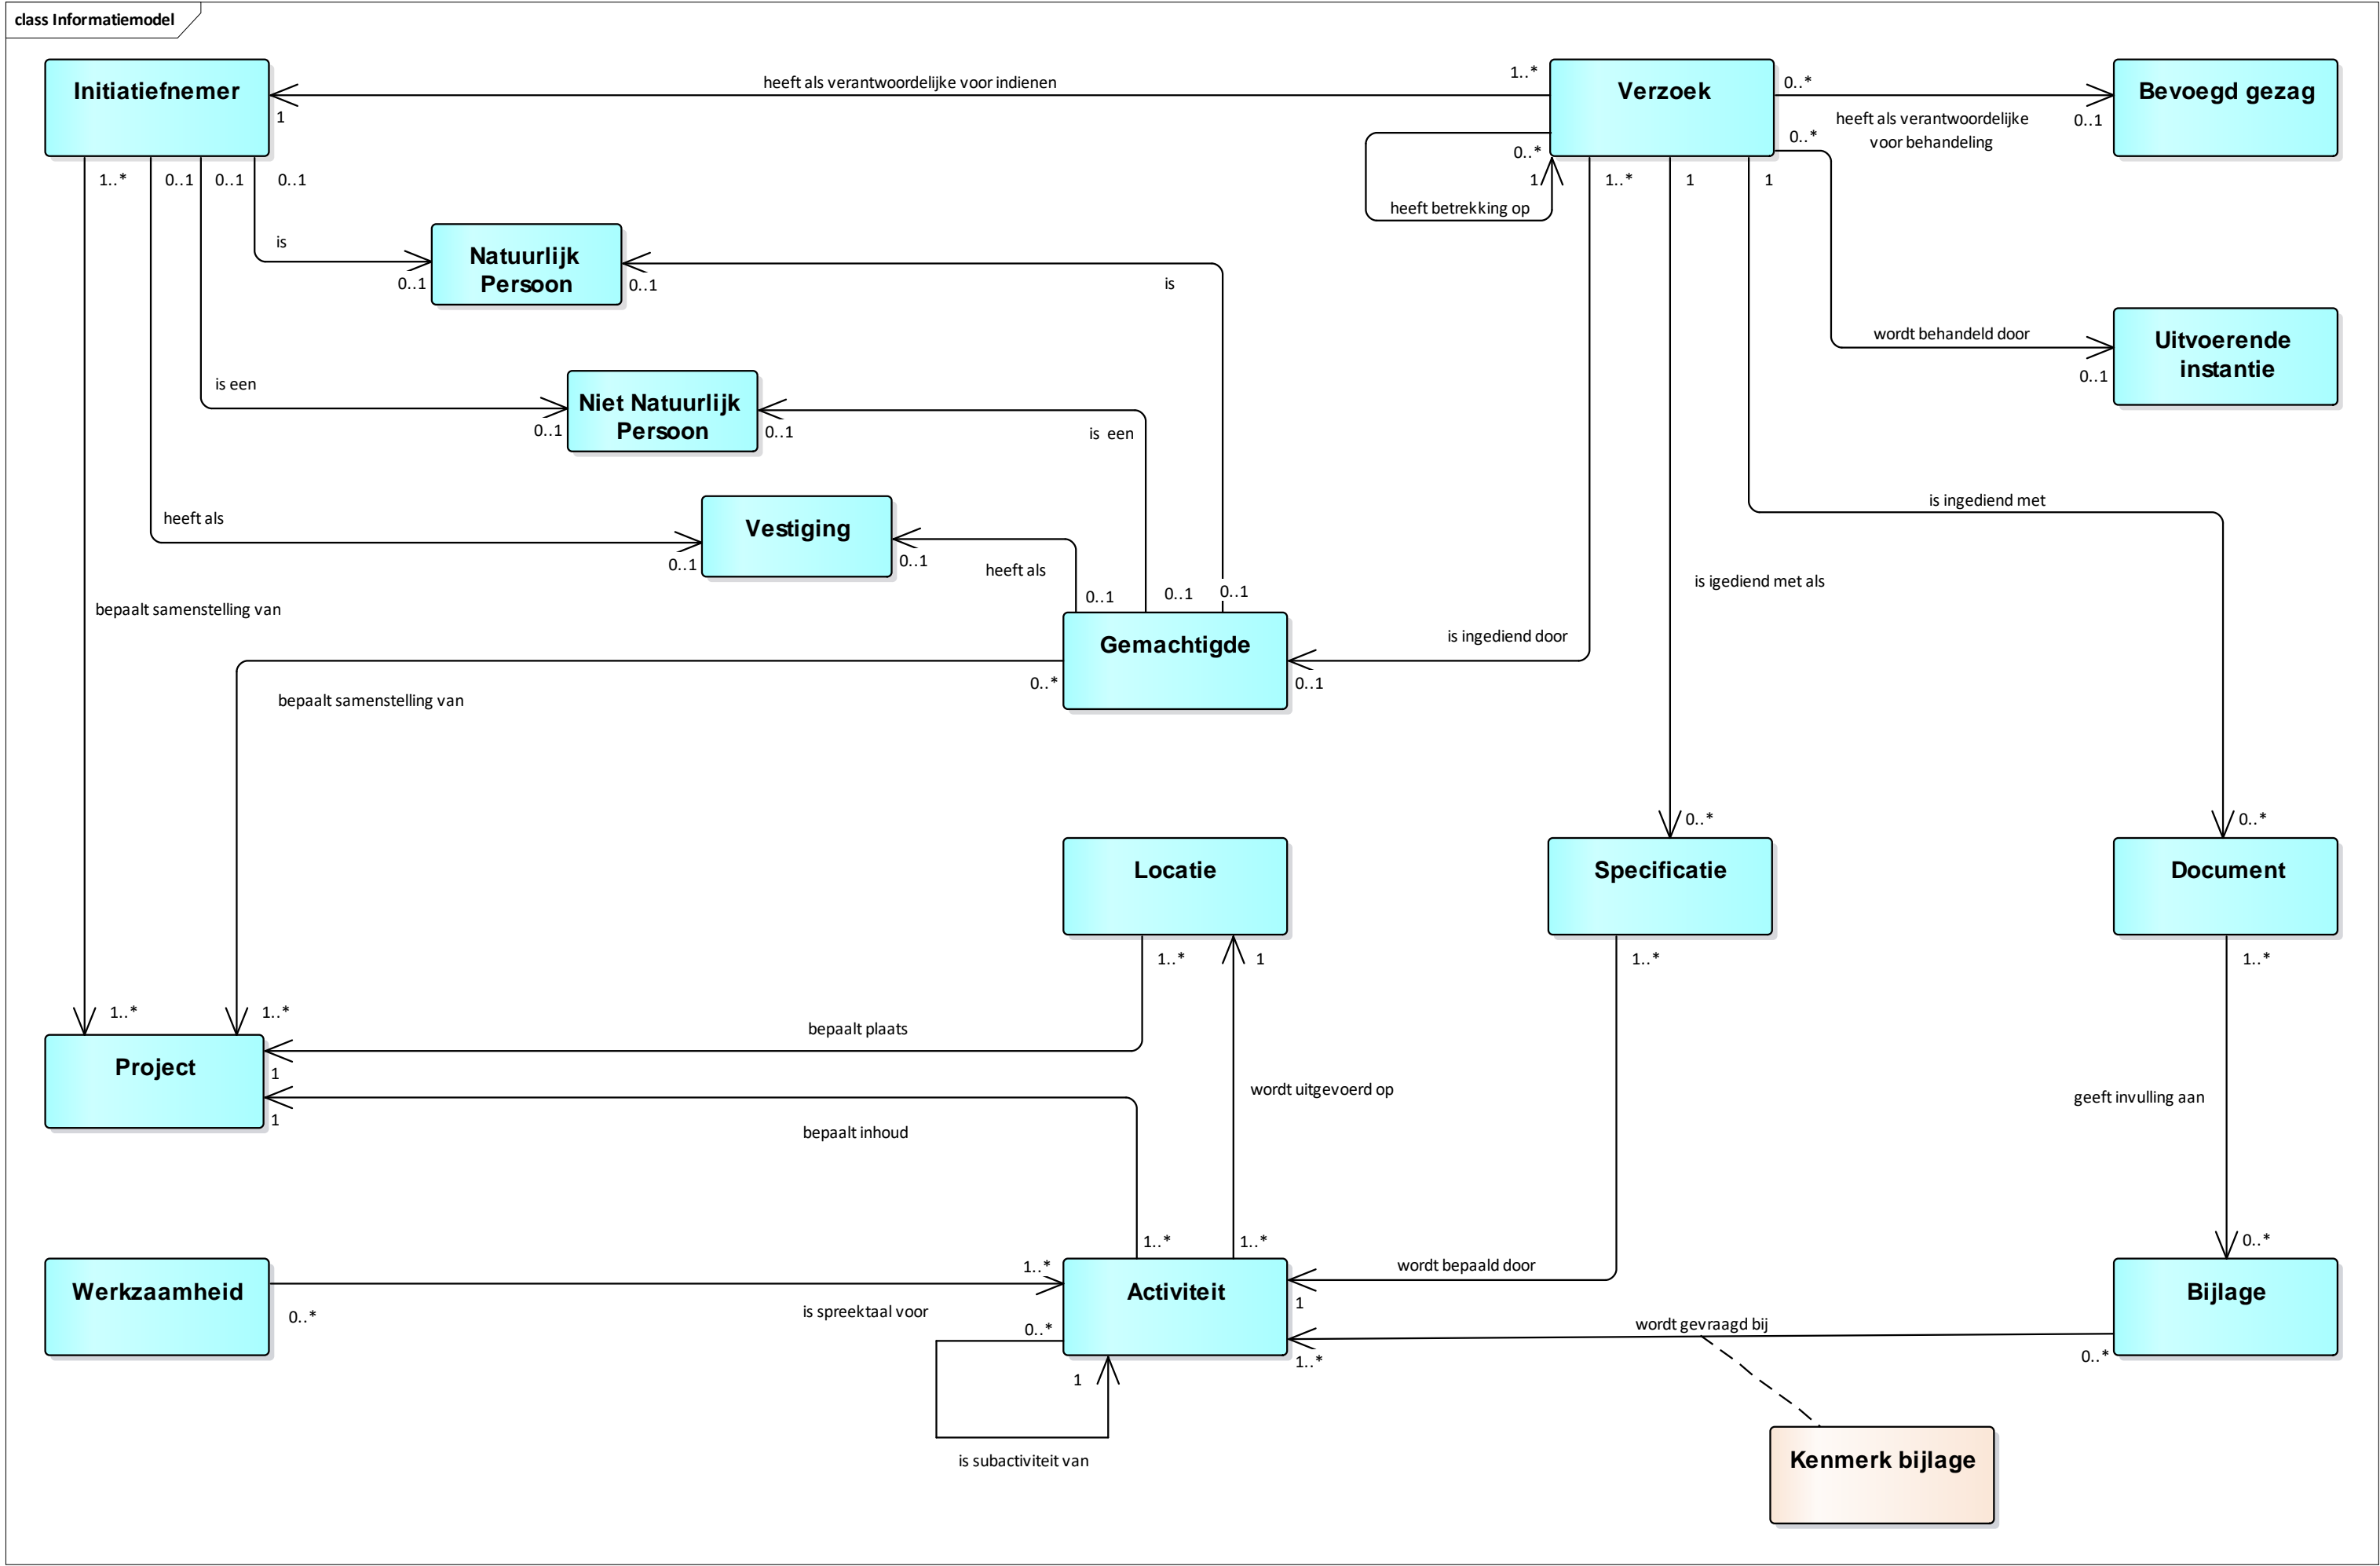 class Informatiemodel
Initiatiefnemer
heeft als verantwoordelijke voor indienen
1
1..*
Verzoek
0..*
heeft als verantwoordelijke
voor behandeling
0..1
Bevoegd gezag
0..*
0..*
1
heeft betrekking op
1..*
1
1
1..*
0..1
0..1
0..1
is
0..1
Natuurlijk
Persoon
0..1
is
wordt behandeld door
0..1
Uitvoerende
instantie
is een
0..1
Niet Natuurlijk
Persoon
0..1
is  een
heeft als
0..1
Vestiging
0..1
heeft als
is ingediend met
is igediend met als
bepaalt samenstelling van
0..1
0..1
0..1
Gemachtigde
is ingediend door
0..1
0..*
bepaalt samenstelling van
0..*
0..*
Locatie
Specificatie
Document
1..*
1
1..*
1..*
1..*
1..*
bepaalt plaats
Project
1
1
wordt uitgevoerd op
geeft invulling aan
bepaalt inhoud
1..*
1..*
0..*
Werkzaamheid
0..*
is spreektaal voor
1..*
Activiteit
wordt bepaald door
1
Bijlage
0..*
1
is subactiviteit van
wordt gevraagd bij
1..*
0..*
Kenmerk bijlage